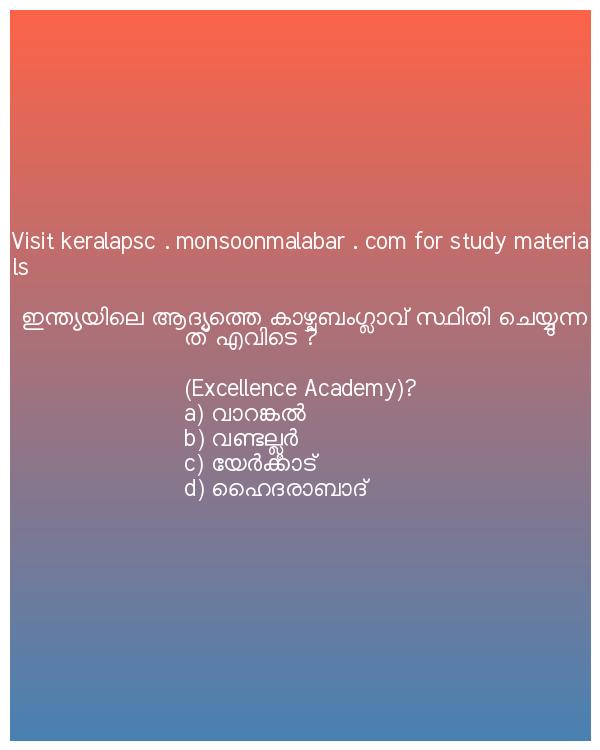 Visit keralapsc . monsoonmalabar . com for study materia
ls
ഇന്ത്യയിലെ ആദ്യത്തെ കാഴ്ചബംഗ്ലാവ് സ്ഥിതി ചെയ്യുന്ന
ത് എവിടെ ?
(Excellence Academy)?
a) വാറങ്കൽ
b) വണ്ടല്ലൂർ
c) യേർക്കാട്
d) ഹൈദരാബാദ്